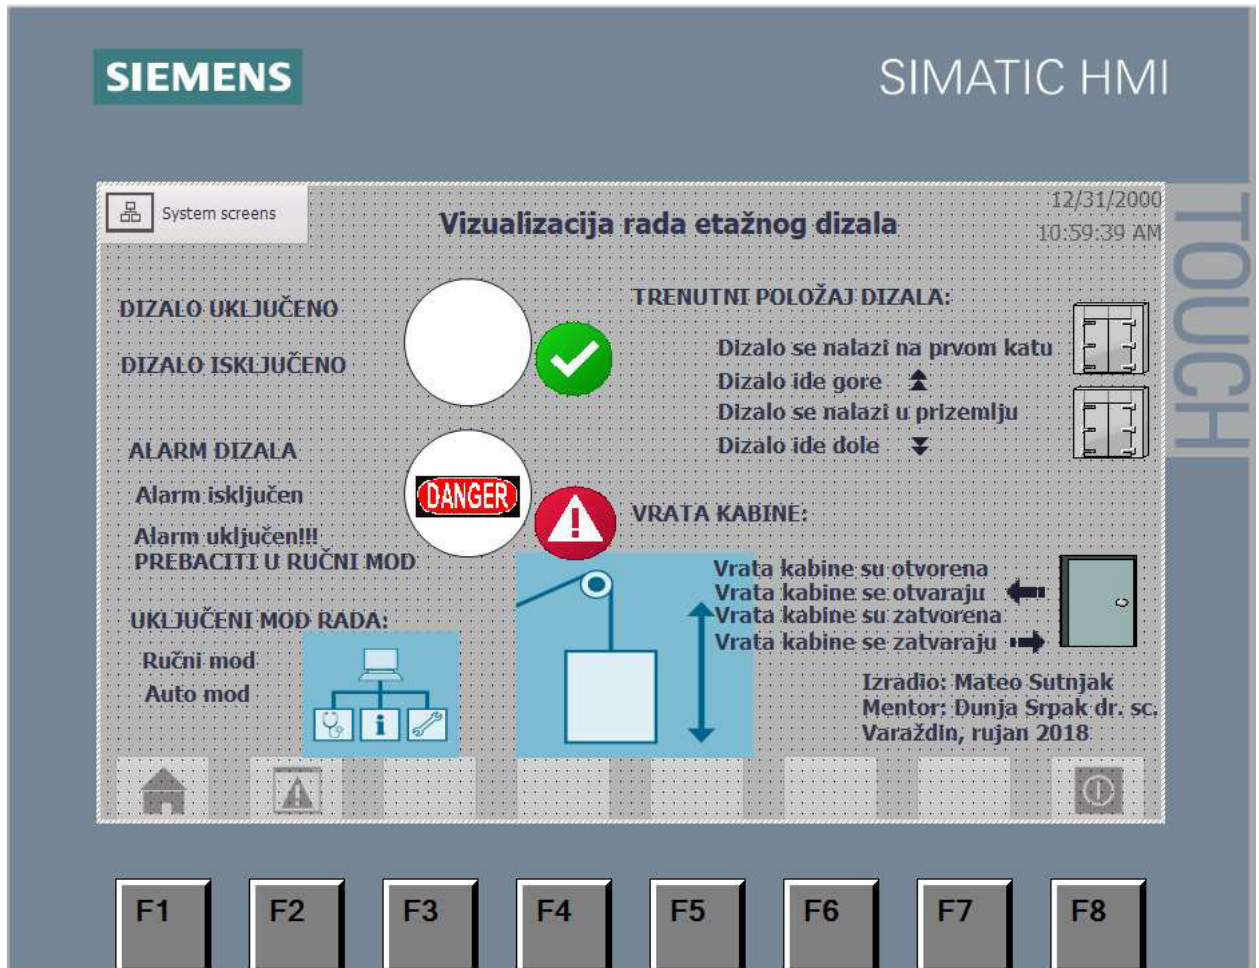 SIEMENS
SIMATIC HMI
TOUCH
System screens
Vizualizacija rada etažnog dizala
12/31/2000
10:59:39 AM
DIZALO UKLJUČENO
DIZALO ISKLJUČENO
ALARM DIZALA
Alarm isključen
Alarm uključen!!!
PREBACITI U RUČNI MOD
DANGER
UKLJUČENI MOD RADA:
Ručni mod
Auto mod
TRENUTNI POLOŽAJ DIZALA:
Dizalo se nalazi na prvom katu
Dizalo ide gore
Dizalo se nalazi u prizemlju
Dizalo ide dole
VRATA KABINE:
Vrata kabine su otvorena
Vrata kabine se otvaraju
Vrata kabine su zatvorena
Vrata kabine se zatvaraju
Izradio: Mateo Sutnjak
Mentor: Dunja Srpak dr. sc.
Varaždin, rujan 2018
F1
F2
F3
F4
F5
F6
F7
F8